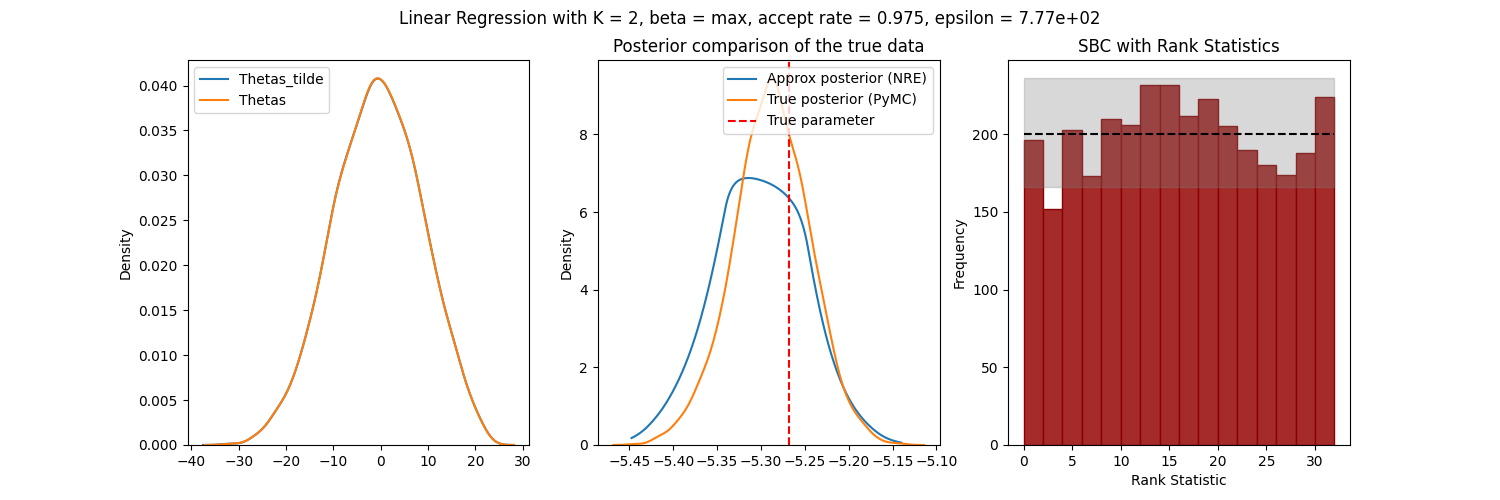 Linear Regression with K = 2, beta = max, accept rate = 0.975, epsilon = 7.77e+02
Thetas_tilde
Thetas
Density
0.040
0.035
0.030
0.025
0.020
0.015
0.010
0.005
0.000
−40 −30 −20 −10 0 10 20 30
Posterior comparison of the true data
Approx posterior (NRE)
True posterior (PyMC)
True parameter
Density
8
6
4
2
0
−5.45 −5.40 −5.35 −5.30 −5.25 −5.20 −5.15 −5.10
SBC with Rank Statistics
Frequency
200
150
100
50
0
0 5 10 15 20 25 30
Rank Statistic